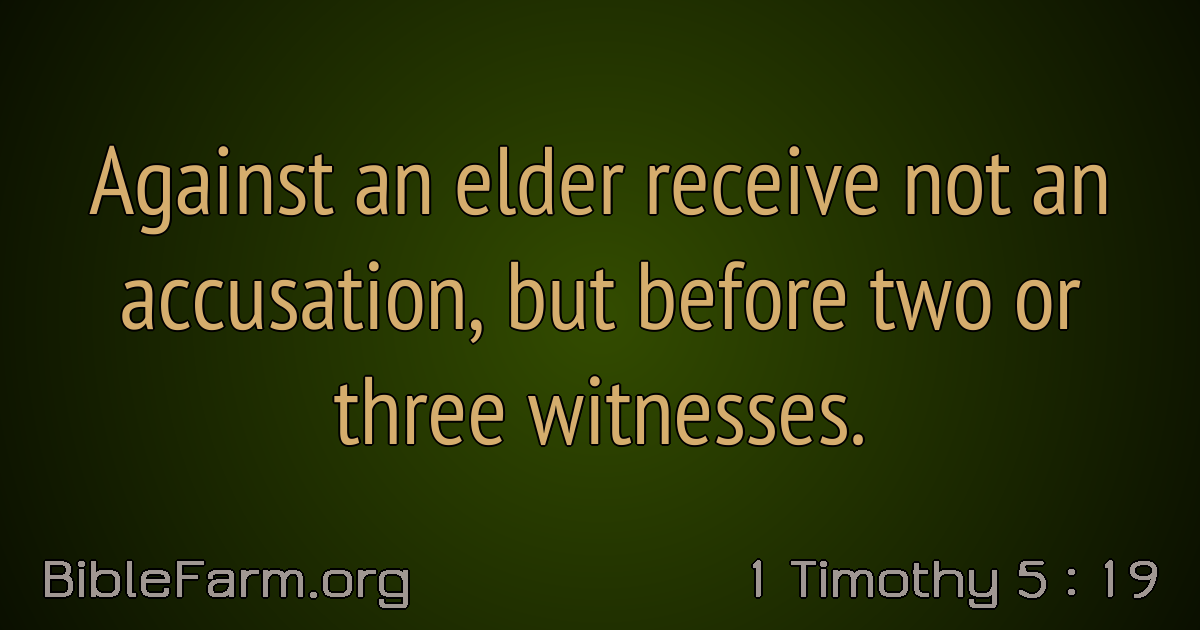 Against an elder receive not an
accusation, but before two or
three witnesses.
BibleFarm.org
1 Timothy 5 : 19